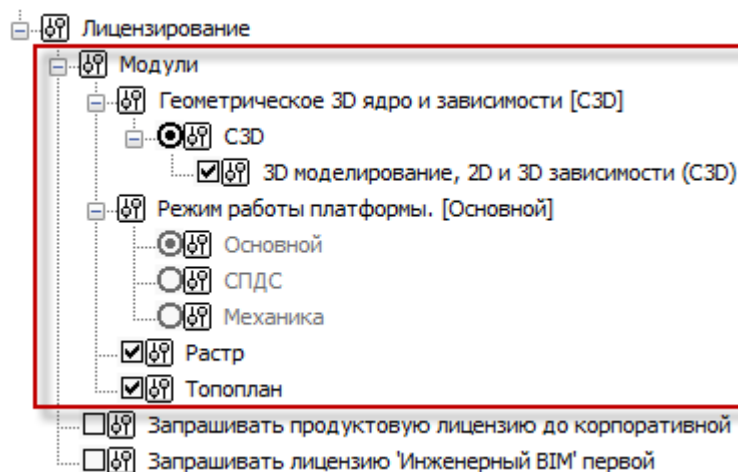 Лицензирование
Модули
Геометрическое 3D ядро и зависимости [C3D]
C3D
3D моделирование, 2D и 3D зависимости (C3D)
Режим работы платформы. [Основной]
Основной
СПДС
Механика
Растр
Топоплан
Запрашивать продуктовую лицензию до корпоративной
Запрашивать лицензию 'Инженерный BIM' первой